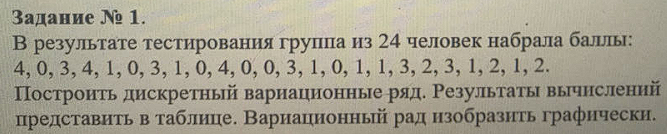 Задание № 1.
В результате тестирования группа из 24 человек набрала баллы:
4, 0, 3, 4, 1, 0, 3, 1, 0, 4, 0, 0, 3, 1, 0, 1, 1, 3, 2, 3, 1, 2, 1, 2.
Построить дискретный вариационные ряд. Результаты вычислений
представить в таблице. Вариационный рад изобразить графически.